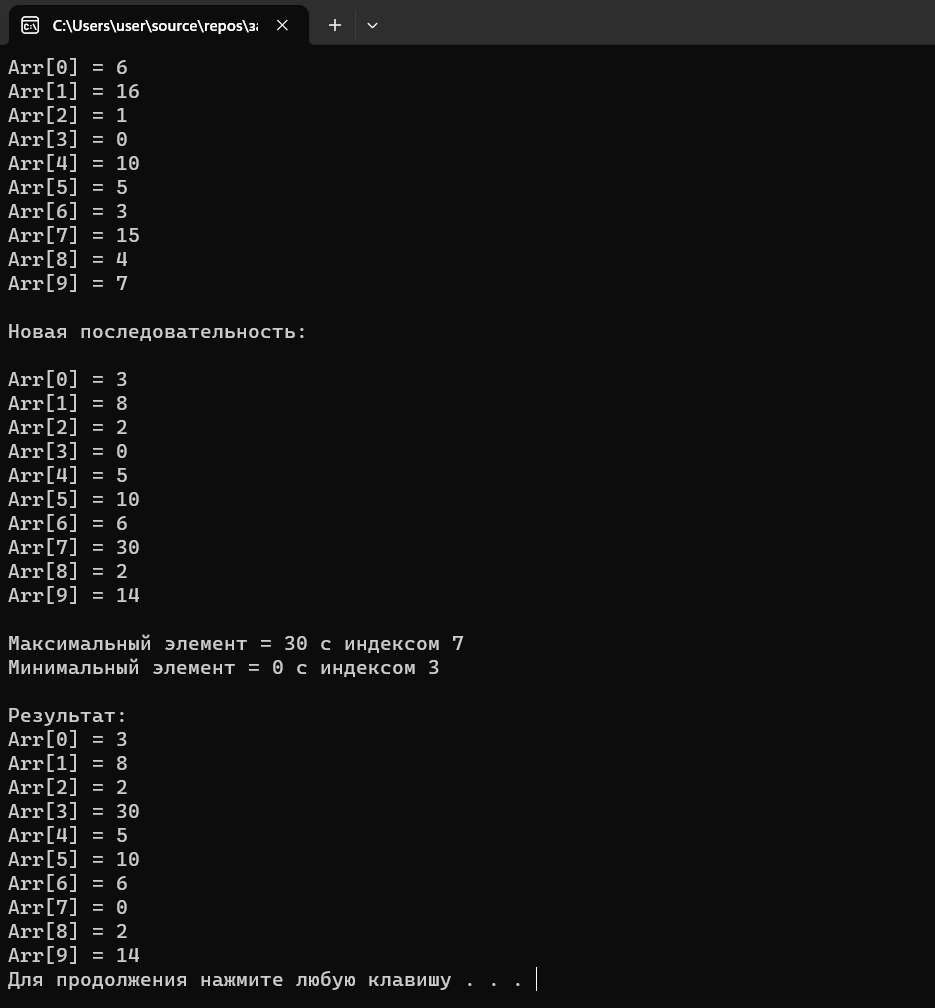 C:\Users\user\source\repos\за
Arr[0] = 6
Arr[1] = 16
Arr[2] = 1
Arr[3] = 0
Arr[4] = 10
Arr[5] = 5
Arr[6] = 3
Arr[7] = 15
Arr[8] = 4
Arr[9] = 7
Новая последовательность:
Arr[0] = 3
Arr[1] = 8
Arr[2] = 2
Arr[3] = 0
Arr[4] = 5
Arr[5] = 10
Arr[6] = 6
Arr[7] = 30
Arr[8] = 2
Arr[9] = 14
Максимальный элемент = 30 с индексом 7
Минимальный элемент = 0 с индексом 3
Результат:
Arr[0] = 3
Arr[1] = 8
Arr[2] = 2
Arr[3] = 30
Arr[4] = 5
Arr[5] = 10
Arr[6] = 6
Arr[7] = 0
Arr[8] = 2
Arr[9] = 14
Для продолжения нажмите любую клавишу . . .